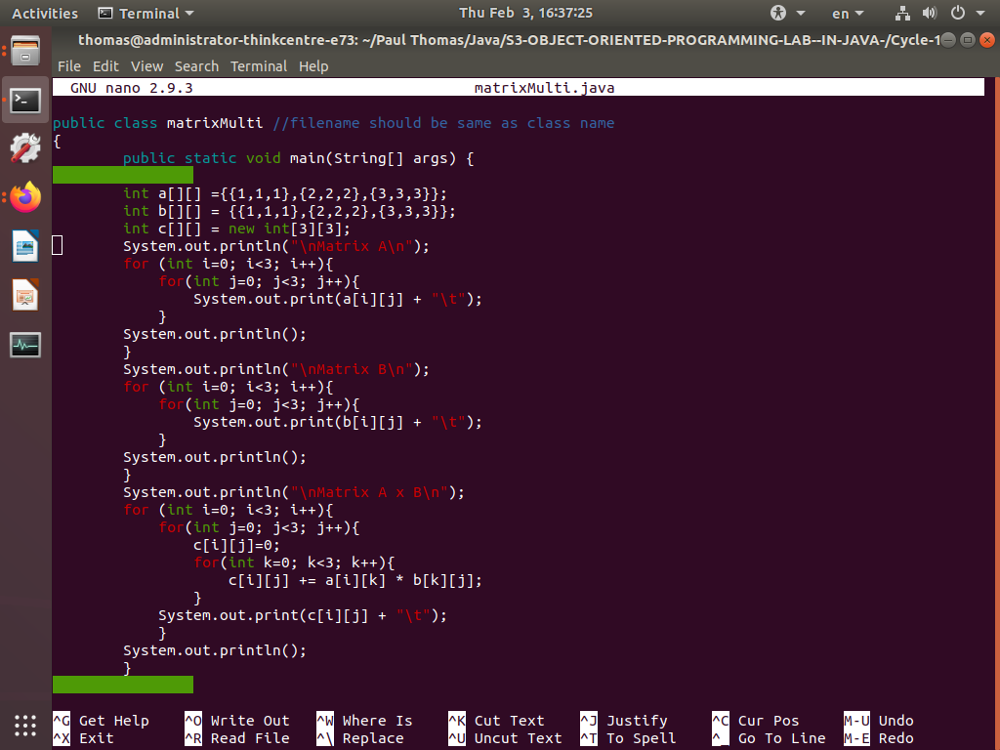 Activities Terminal Thu Feb 3, 16:37:25 en
thomas@administrator-thinkcentre-e73: ~/Paul Thomas/Java/S3-OBJECT-ORIENTED-PROGRAMMING-LAB--IN-JAVA-/Cycle-1
File Edit View Search Terminal Help
GNU nano 2.9.3 matrixMulti.java
public class matrixMulti //filename should be same as class name
{
public static void main(String[] args) {
int a[][] ={{1,1,1},{2,2,2},{3,3,3}};
int b[][] = {{1,1,1},{2,2,2},{3,3,3}};
int c[][] = new int[3][3];
System.out.println("\nMatrix A\n");
for (int i=0; i<3; i++){
for(int j=0; j<3; j++){
System.out.print(a[i][j] + "\t");
}
System.out.println();
}
System.out.println("\nMatrix B\n");
for (int i=0; i<3; i++){
for(int j=0; j<3; j++){
System.out.print(b[i][j] + "\t");
}
System.out.println();
}
System.out.println("\nMatrix A x B\n");
for (int i=0; i<3; i++){
for(int j=0; j<3; j++){
c[i][j]=0;
for(int k=0; k<3; k++){
c[i][j] += a[i][k] * b[k][j];
}
System.out.print(c[i][j] + "\t");
}
System.out.println();
}
^G Get Help ^O Write Out ^W Where Is ^K Cut Text ^J Justify ^C Cur Pos M-U Undo
^X Exit ^R Read File ^\ Replace ^U Uncut Text ^T To Spell ^_ Go To Line M-E Redo